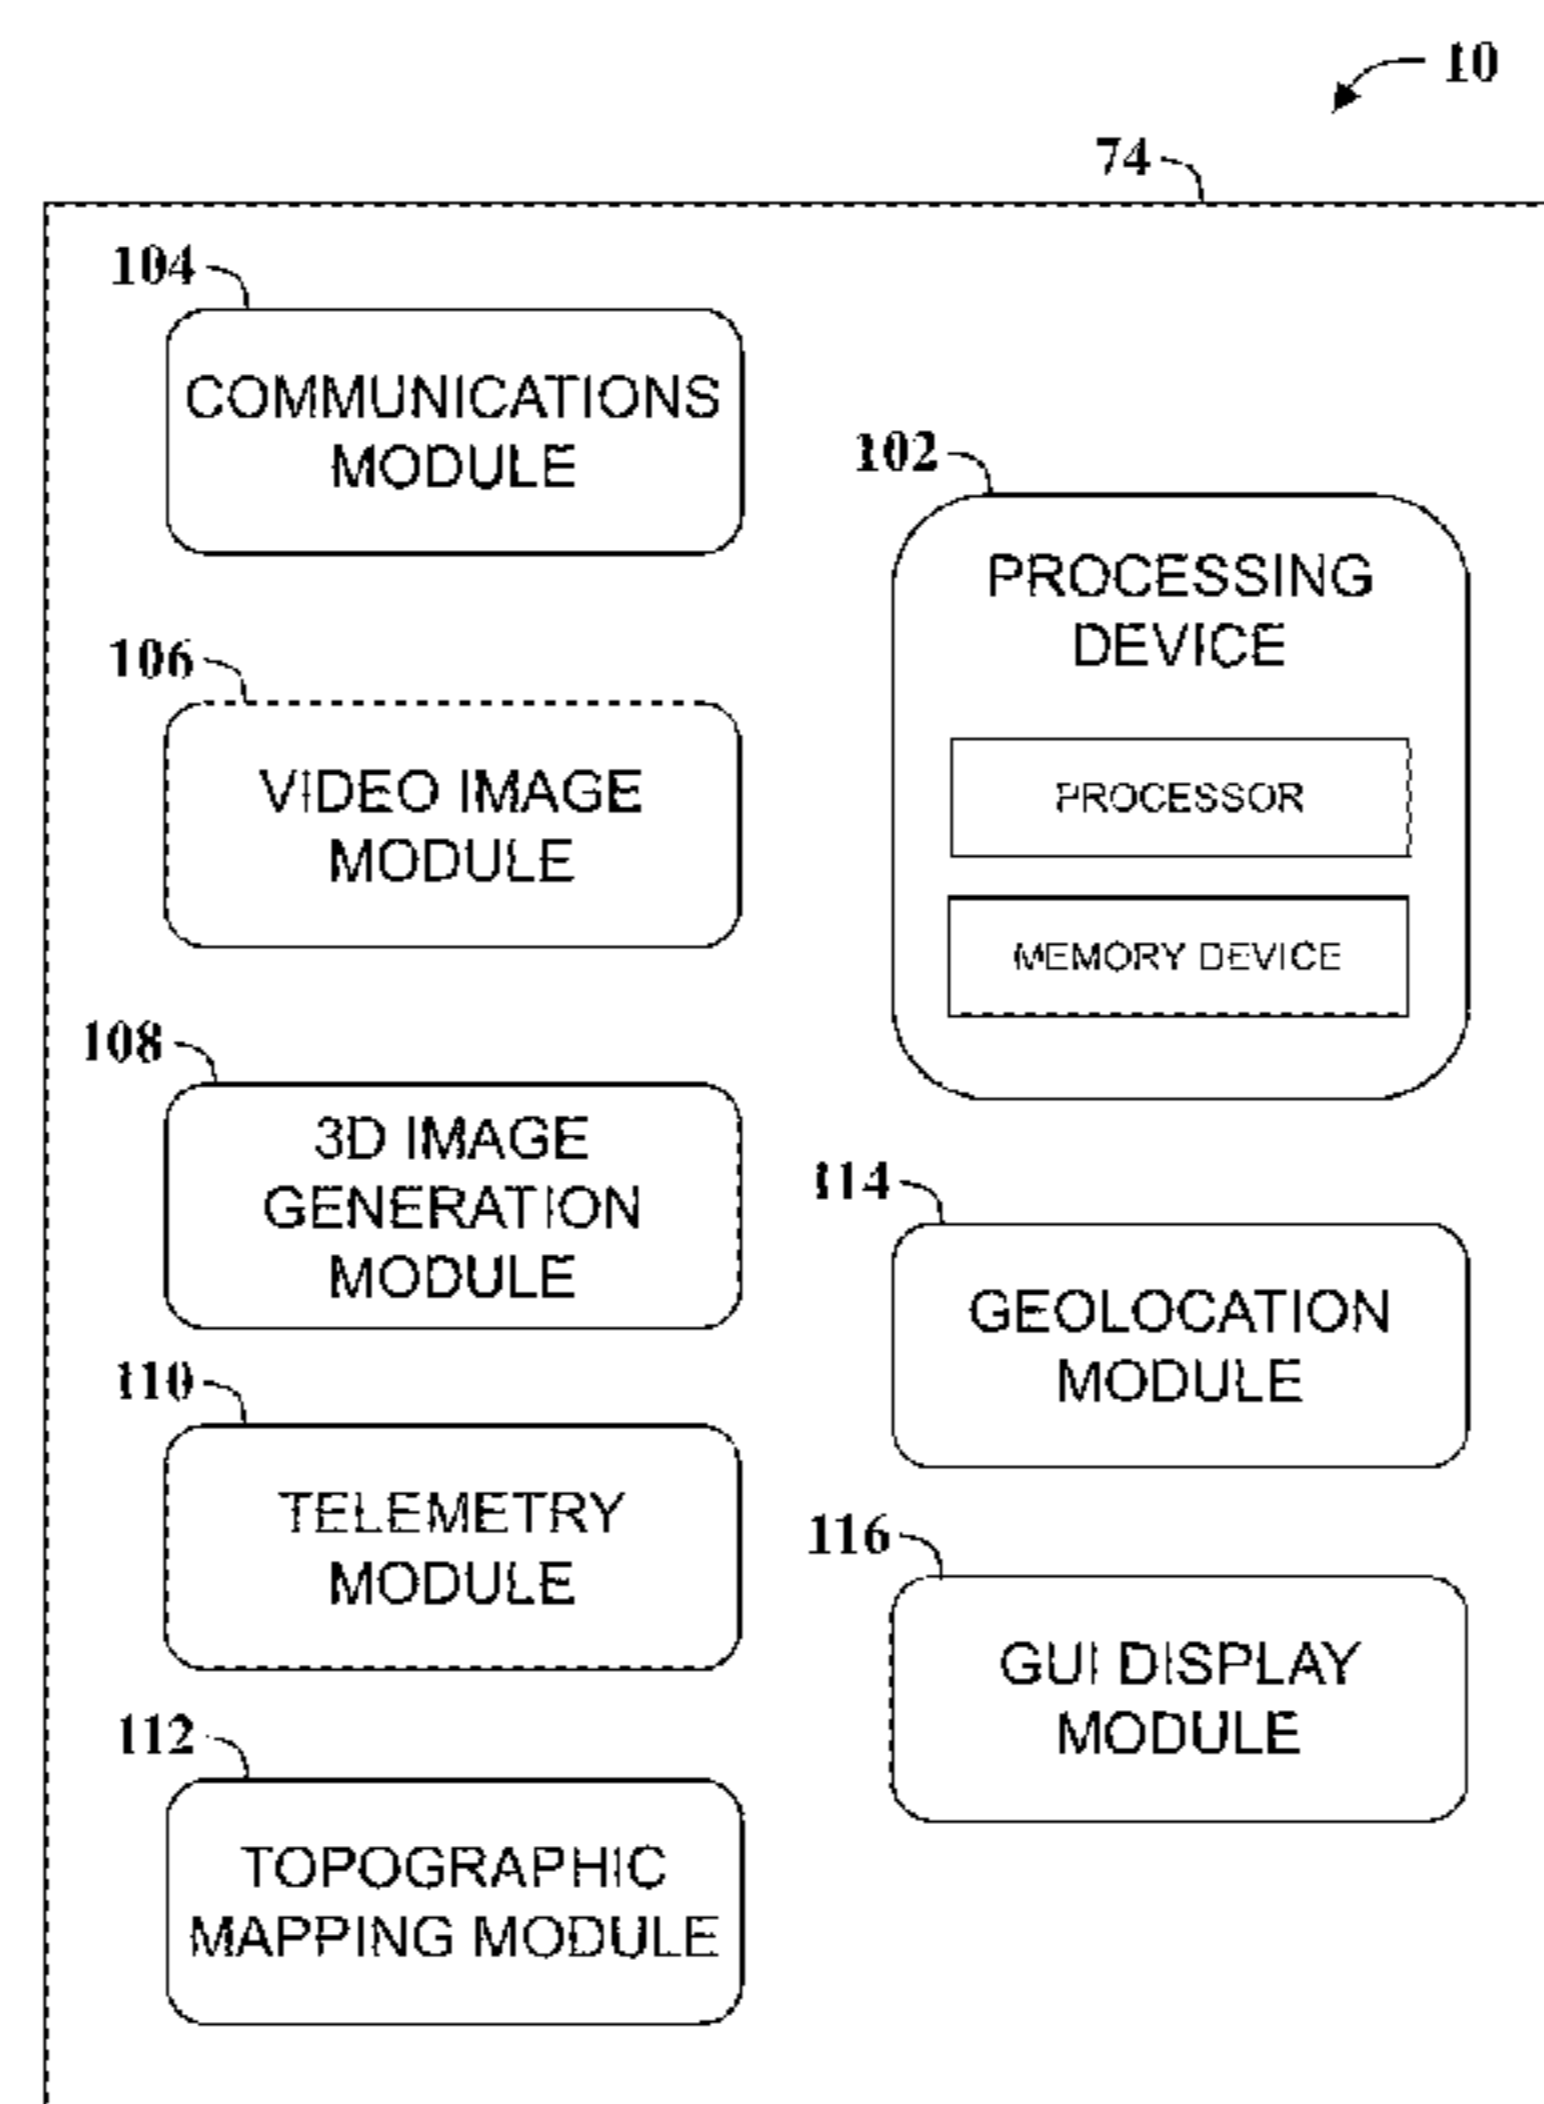 10
74
104
COMMUNICATIONS
MODULE
102
PROCESSING
DEVICE
PROCESSOR
MEMORY DEVICE
106
VIDEO IMAGE
MODULE
108
3D IMAGE
GENERATION
MODULE
114
GEOLOCATION
MODULE
110
TELEMETRY
MODULE
116
GUI DISPLAY
MODULE
112
TOPOGRAPHIC
MAPPING MODULE